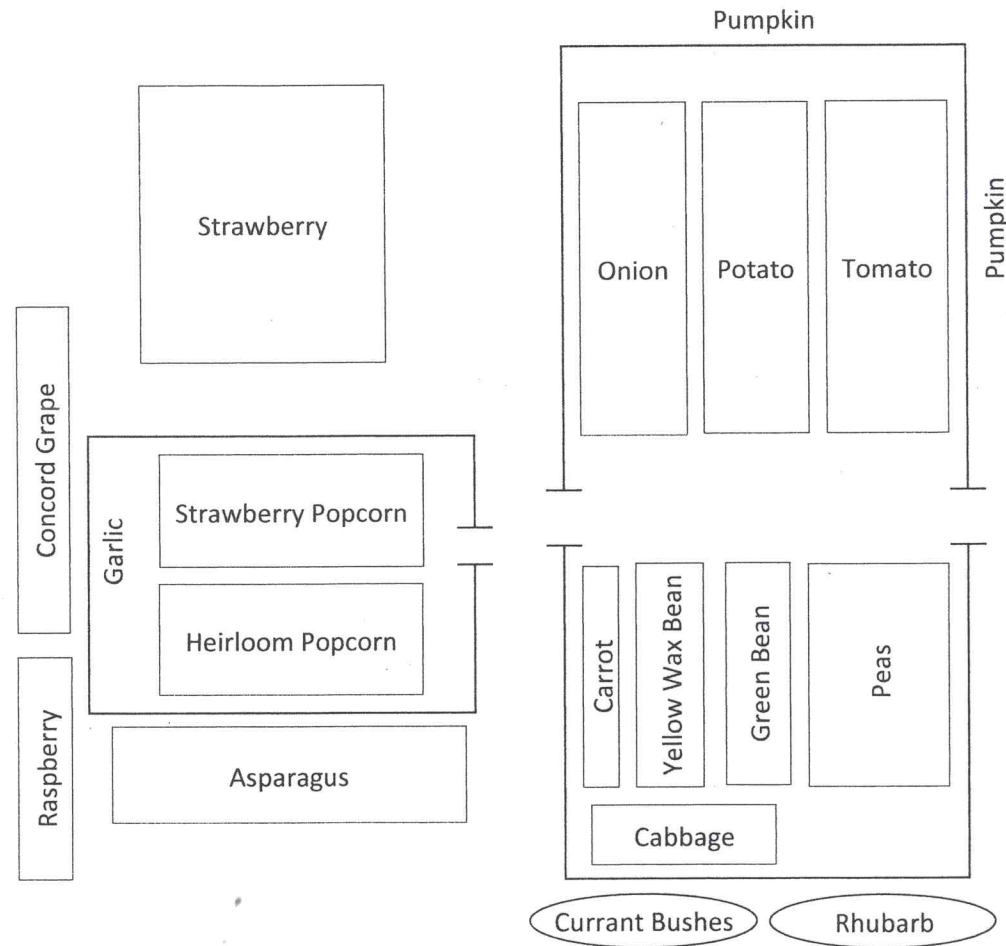 Pumpkin
Strawberry
Pumpkin
Onion
Potato
Tomato
Concord Grape
Garlic
Strawberry Popcorn
Heirloom Popcorn
Carrot
Yellow Wax Bean
Green Bean
Peas
Raspberry
Asparagus
Cabbage
Currant Bushes
Rhubarb